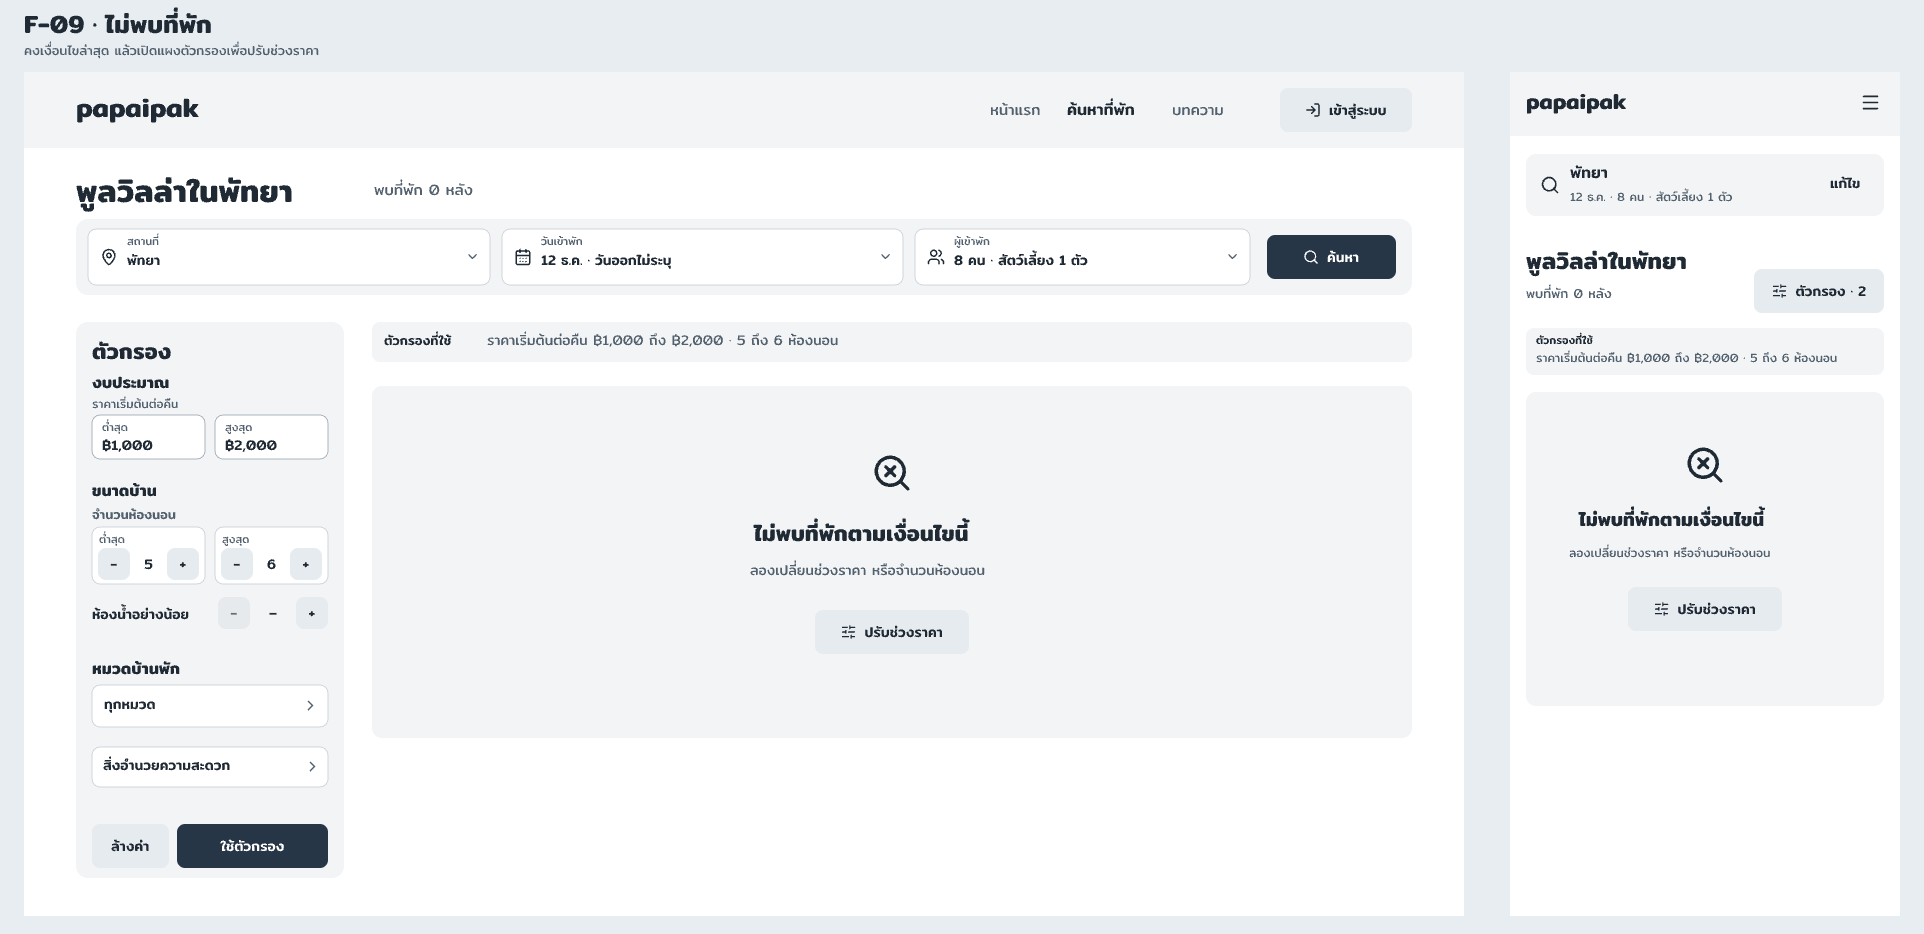 F-09 · ไม่พบที่พัก
คงเงื่อนไขล่าสุด แล้วเปิดแผงตัวกรองเพื่อปรับช่วงราคา
papaipak
หน้าแรก
ค้นหาที่พัก
บทความ
เข้าสู่ระบบ
พูลวิลล่าในพัทยา
พบที่พัก 0 หลัง
สถานที่
พัทยา
วันเข้าพัก
12 ธ.ค. · วันออกไม่ระบุ
ผู้เข้าพัก
8 คน · สัตว์เลี้ยง 1 ตัว
ค้นหา
ตัวกรอง
งบประมาณ
ราคาเริ่มต้นต่อคืน
ต่ำสุด
฿1,000
สูงสุด
฿2,000
ขนาดบ้าน
จำนวนห้องนอน
ต่ำสุด
- 5 +
สูงสุด
- 6 +
ห้องน้ำอย่างน้อย - – +
หมวดบ้านพัก
ทุกหมวด
สิ่งอำนวยความสะดวก
ล้างค่า
ใช้ตัวกรอง
ตัวกรองที่ใช้
ราคาเริ่มต้นต่อคืน ฿1,000 ถึง ฿2,000 · 5 ถึง 6 ห้องนอน
ไม่พบที่พักตามเงื่อนไขนี้
ลองเปลี่ยนช่วงราคา หรือจำนวนห้องนอน
ปรับช่วงราคา
papaipak
พัทยา
12 ธ.ค. · 8 คน · สัตว์เลี้ยง 1 ตัว
แก้ไข
พูลวิลล่าในพัทยา
พบที่พัก 0 หลัง
ตัวกรอง · 2
ตัวกรองที่ใช้
ราคาเริ่มต้นต่อคืน ฿1,000 ถึง ฿2,000 · 5 ถึง 6 ห้องนอน
ไม่พบที่พักตามเงื่อนไขนี้
ลองเปลี่ยนช่วงราคา หรือจำนวนห้องนอน
ปรับช่วงราคา